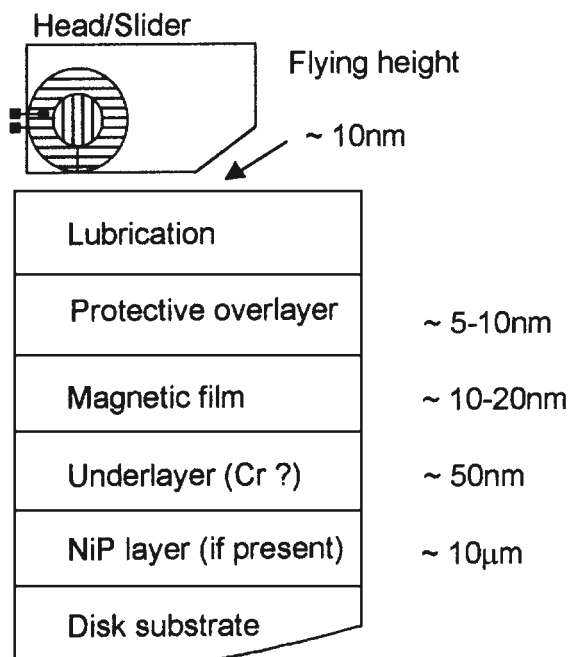 Head/Slider
Flying height
~ 10nm
Lubrication
Protective overlayer
~ 5-10nm
Magnetic film
~ 10-20nm
Underlayer (Cr ?)
~ 50nm
NiP layer (if present)
~ 10μm
Disk substrate